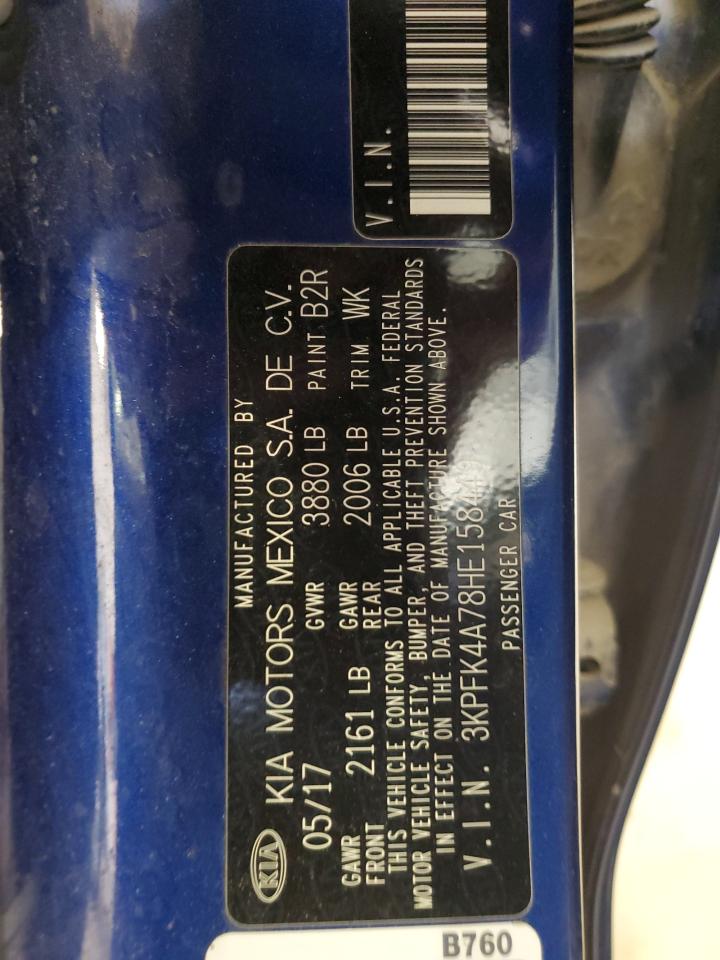 V.I.N.
MANUFACTURED BY
KIA KIA MOTORS MEXICO S.A. DE C.V.
05/17 GVWR 3880 LB PAINT B2R
GAWR FRONT 2161 LB GAWR REAR 2006 LB TRIM WK
THIS VEHICLE CONFORMS TO ALL APPLICABLE U.S.A. FEDERAL
MOTOR VEHICLE SAFETY, BUMPER, AND THEFT PREVENTION STANDARDS
IN EFFECT ON THE DATE OF MANUFACTURE SHOWN ABOVE.
V.I.N.
PASSENGER CAR
B760